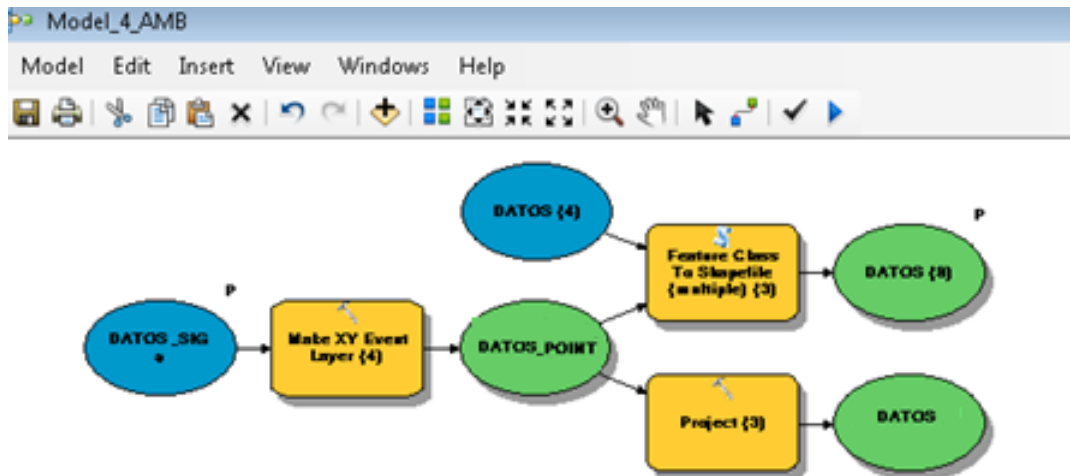 Model_4_AMB
Model Edit Insert View Windows Help
DATOS (4)
P
Feature Class
To Shapefile
(multiple) (3)
DATOS (8)
P
DATOS_SIG
Make XY Event
Layer (4)
DATOS_POINT
Project (3)
DATOS